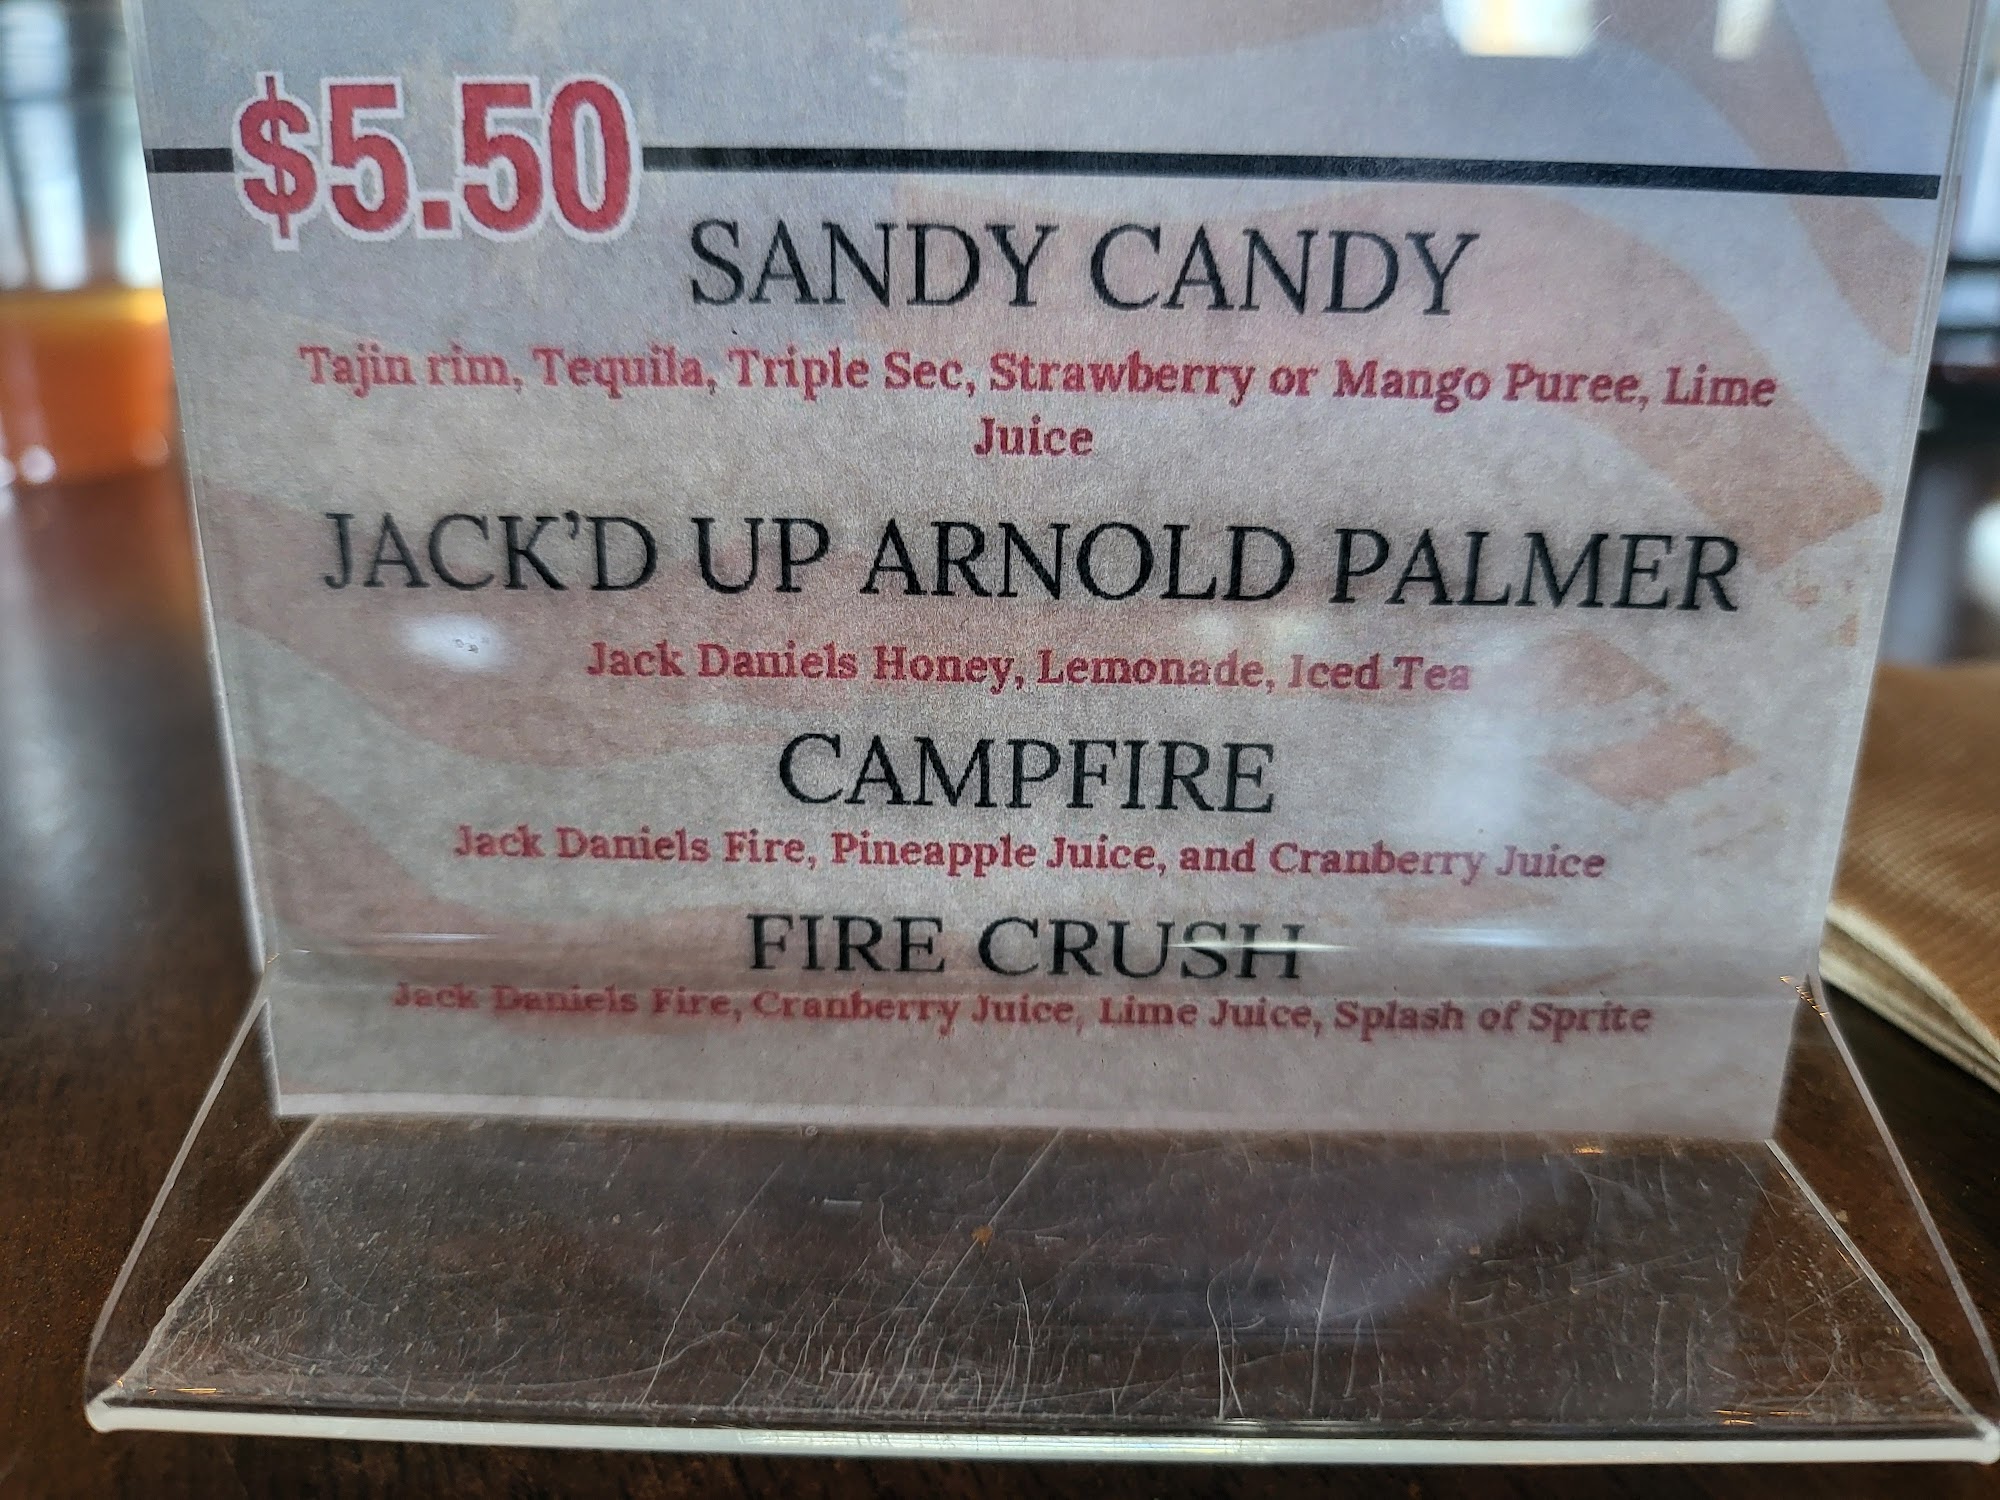 $5.50
SANDY CANDY
Tajin rim, Tequila, Triple Sec, Strawberry or Mango Puree, Lime
Juice
JACK'D UP ARNOLD PALMER
Jack Daniels Honey, Lemonade, Iced Tea
CAMPFIRE
Jack Daniels Fire, Pineapple Juice, and Cranberry Juice
FIRE CRUSH
Jack Daniels Fire, Cranberry Juice, Lime Juice, Splash of Sprite